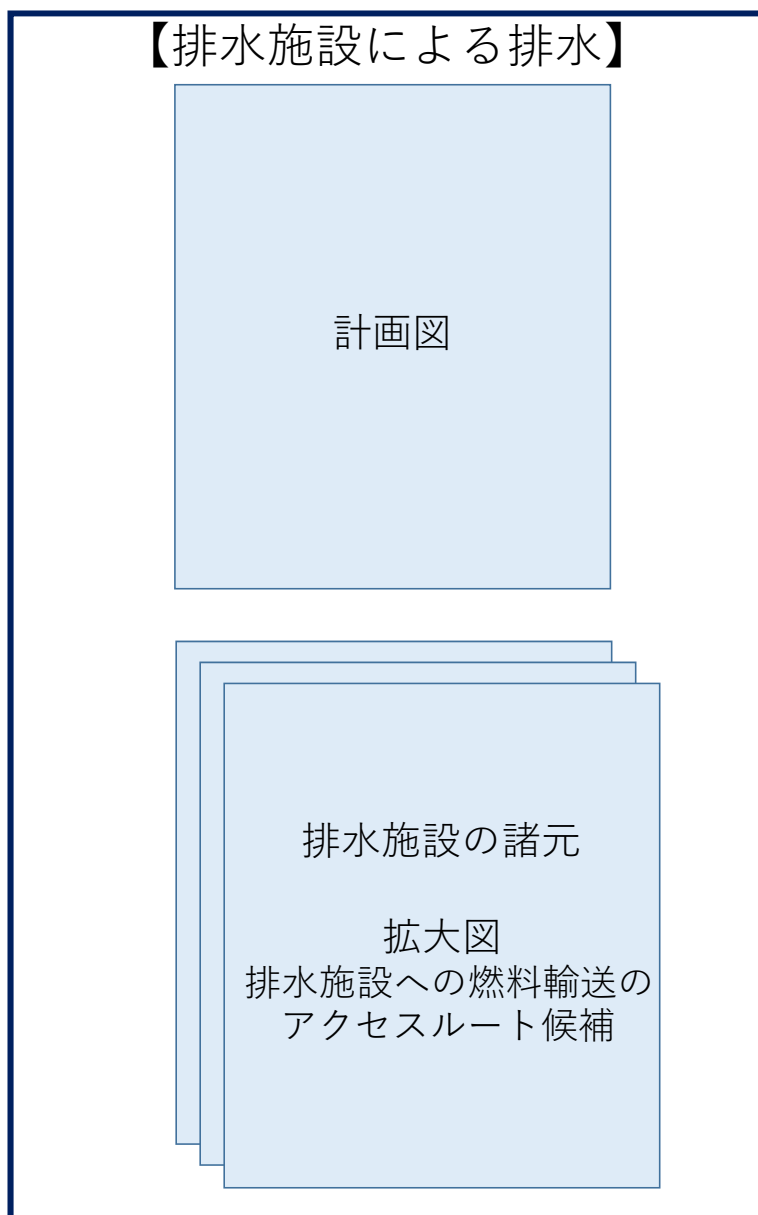 【排水施設による排水】
計画図
排水施設の諸元
拡大図
排水施設への燃料輸送の
アクセスルート候補